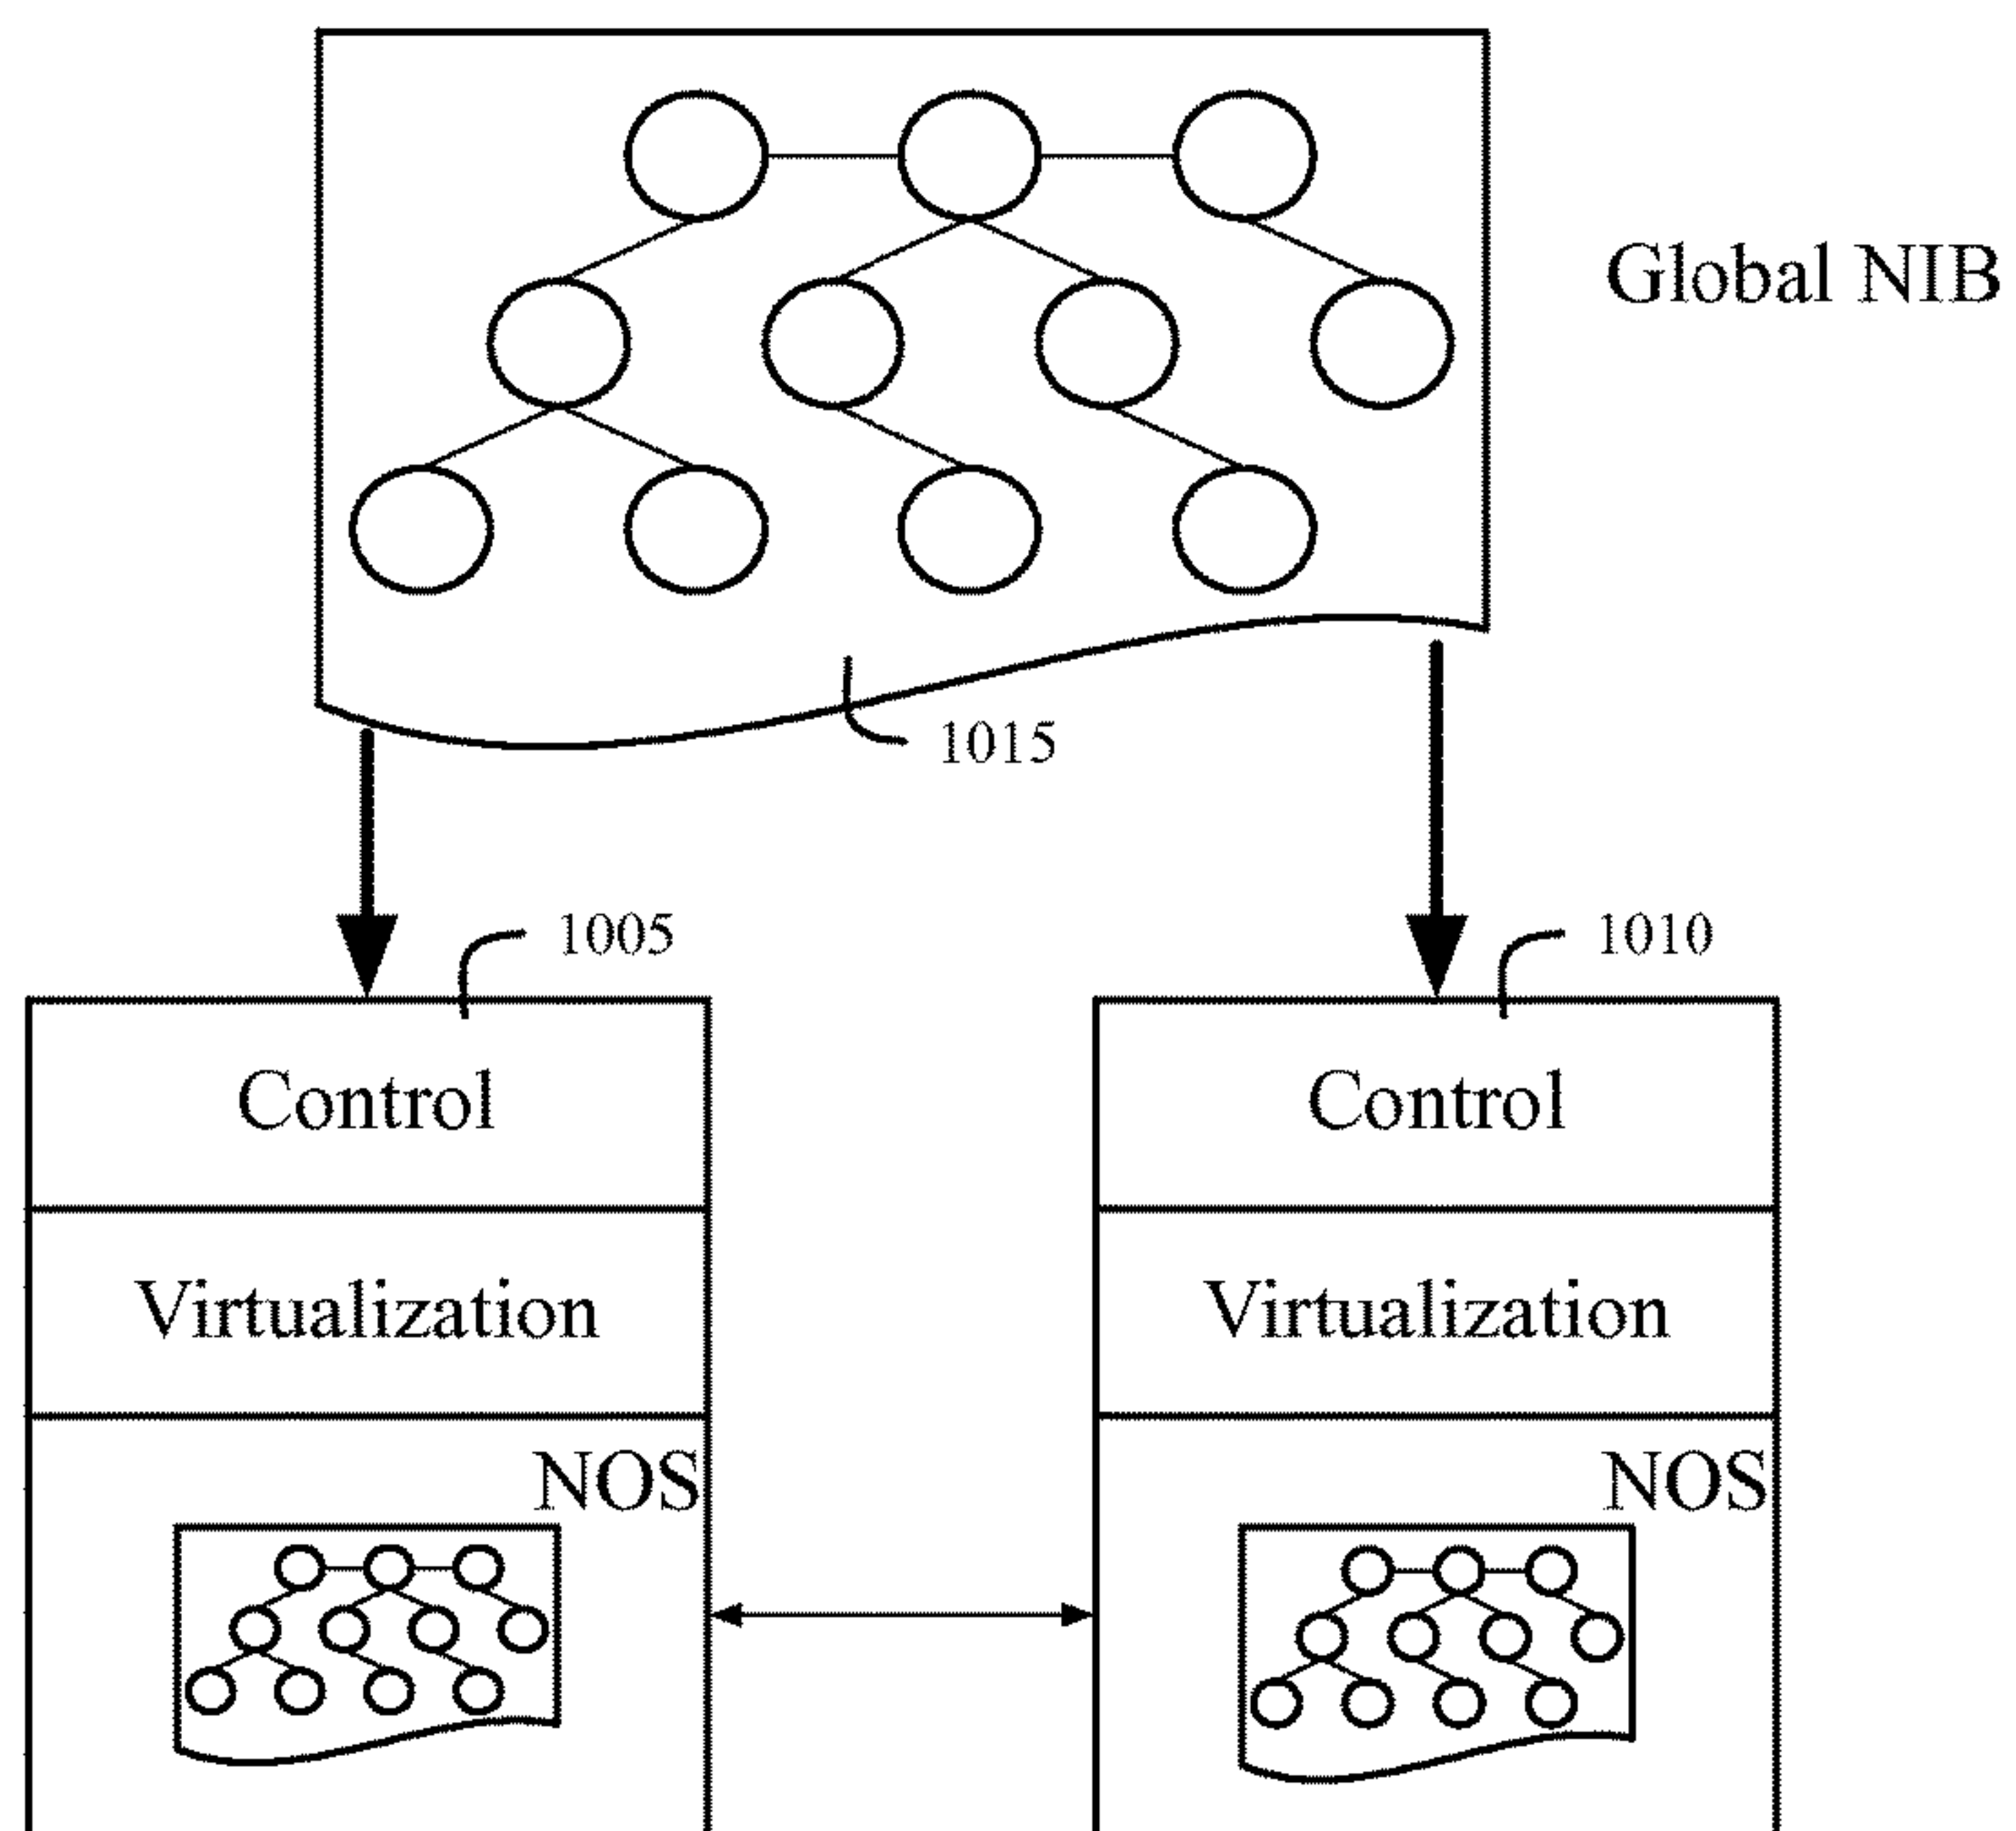 Global NIB
1015
1005
1010
Control
Control
Virtualization
Virtualization
NOS
NOS